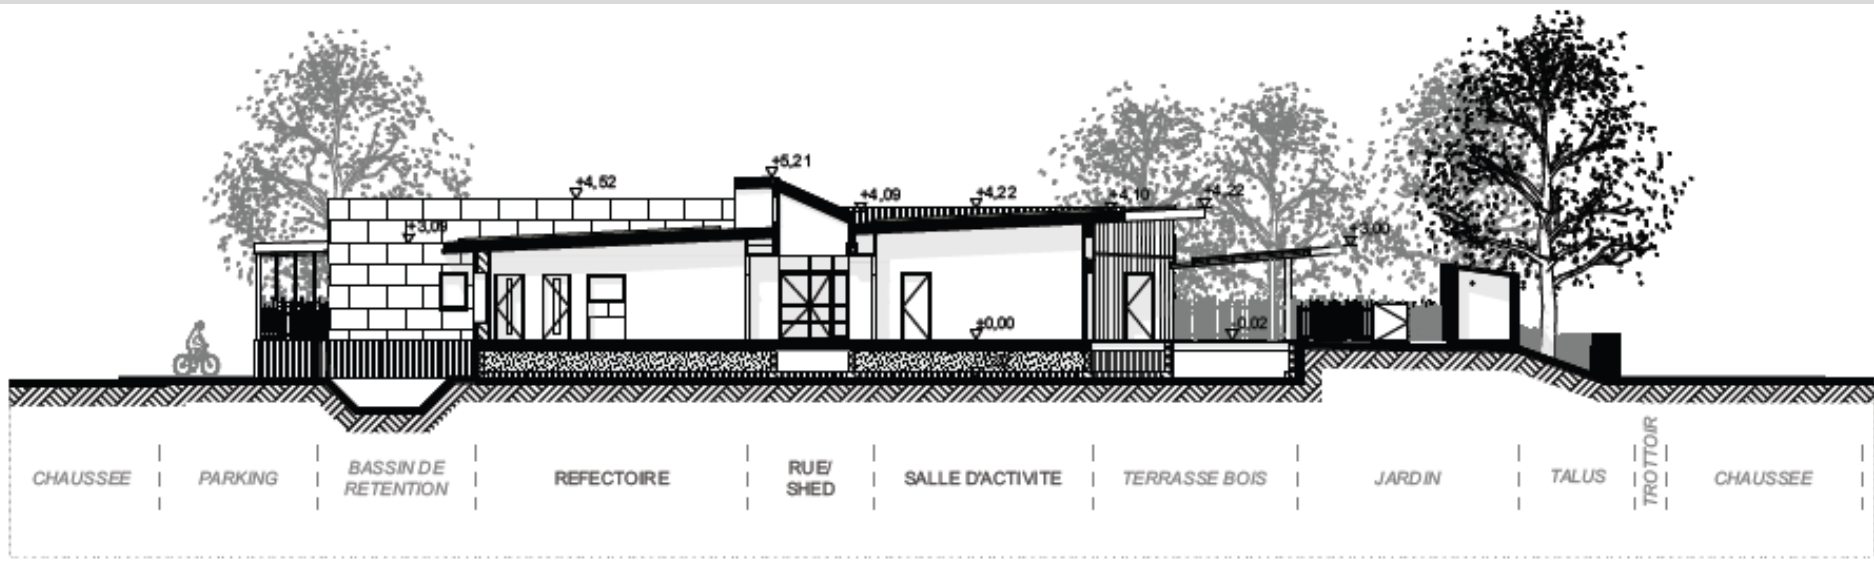 +5,21
+4,52
+4,09
+4,22
+4,10
+4,22
+3,09
+3,00
+0,00
-0,02
CHAUSSEE
PARKING
BASSIN DE
RETENTION
REFECTOIRE
RUE/
SHED
SALLE D'ACTIVITE
TERRASSE BOIS
JARDIN
TALUS
TROTTOIR
CHAUSSEE